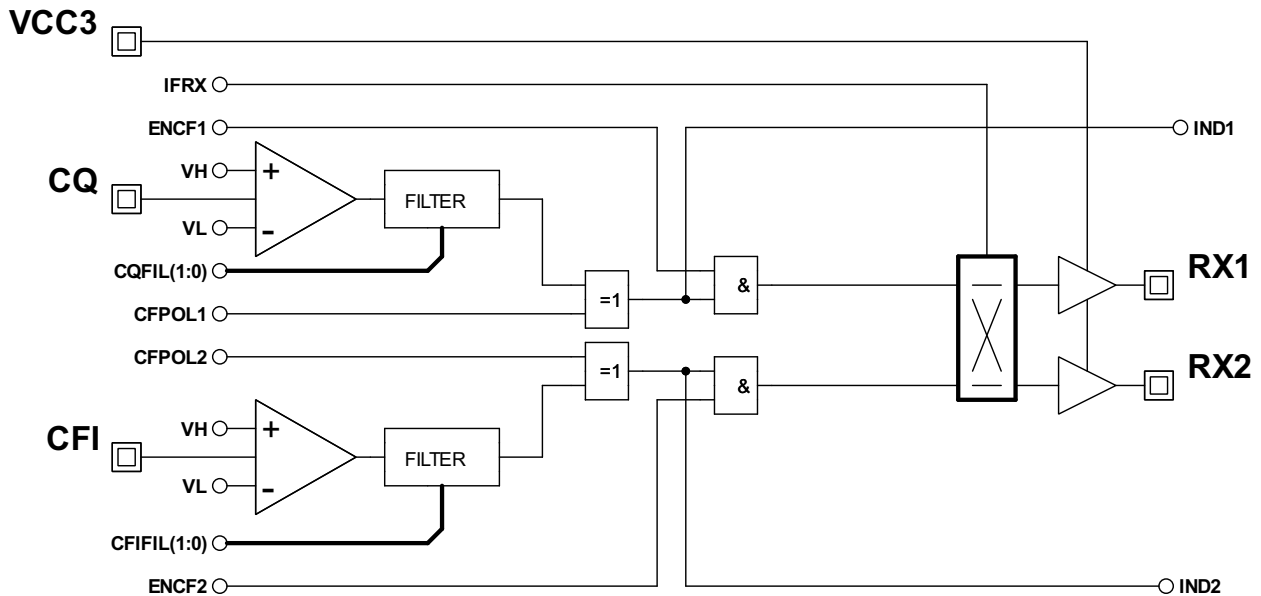 VCC3
IFRX
ENCF1
IND1
VH
+
CQ
FILTER
VL
-
CQFIL(1:0)
RX1
&
=1
CFPOL1
CFPOL2
=1
RX2
&
VH
+
CFI
FILTER
VL
-
CFIFIL(1:0)
ENCF2
IND2